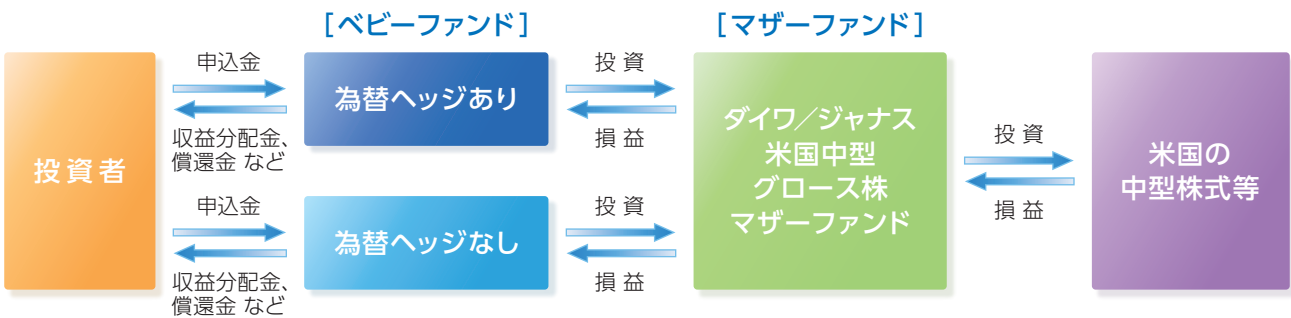 [ベビーファンド]
[マザーファンド]
投資者
申込金
収益分配金、
償還金 など
為替ヘッジあり
投 資
損 益
申込金
収益分配金、
償還金 など
為替ヘッジなし
投 資
損 益
ダイワ／ジャナス
米国中型
グロース株
マザーファンド
投 資
損 益
米国の
中型株式等